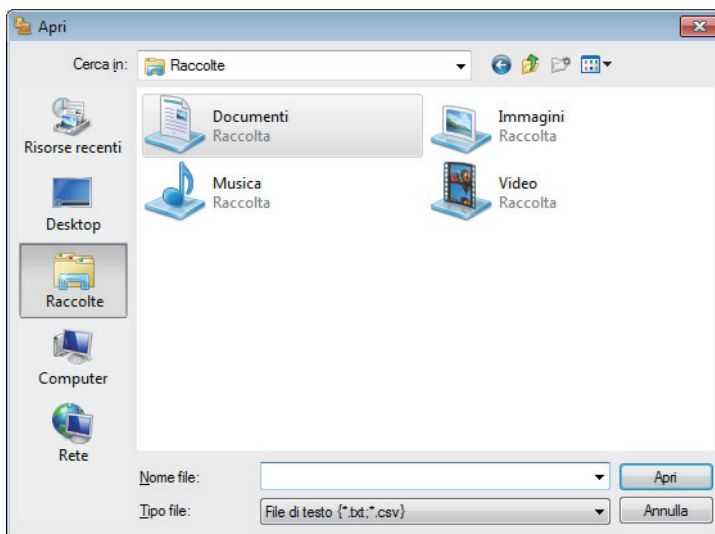 Apri
Cerca in: Raccolte
Documenti
Raccolta
Immagini
Raccolta
Musica
Raccolta
Video
Raccolta
Risorse recenti
Desktop
Raccolte
Computer
Rete
Nome file:
Apri
Tipo file: File di testo {*.txt;*.csv}
Annulla